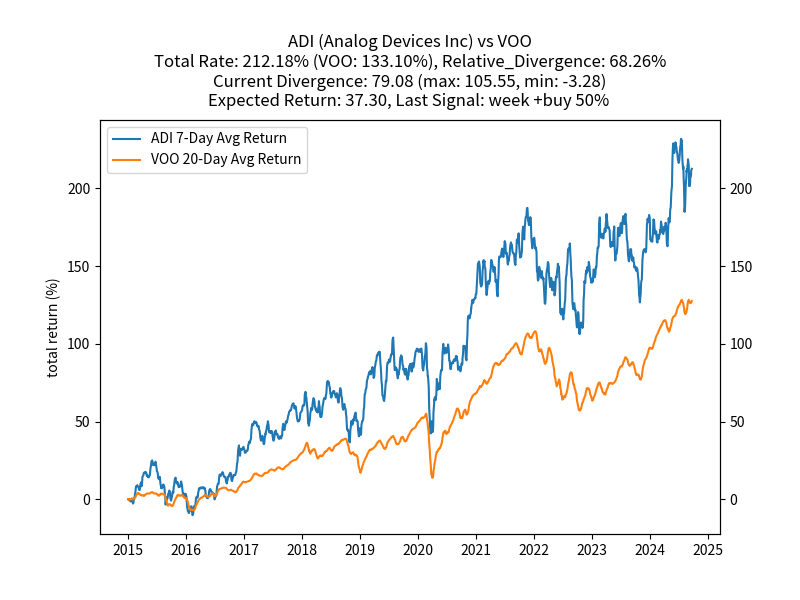 ADI (Analog Devices Inc) vs VOO
Total Rate: 212.18% (VOO: 133.10%), Relative_Divergence: 68.26%
Current Divergence: 79.08 (max: 105.55, min: -3.28)
Expected Return: 37.30, Last Signal: week +buy 50%
ADI 7-Day Avg Return
VOO 20-Day Avg Return
total return (%)
200 200
150 150
100 100
50 50
0 0
2015 2016 2017 2018 2019 2020 2021 2022 2023 2024 2025